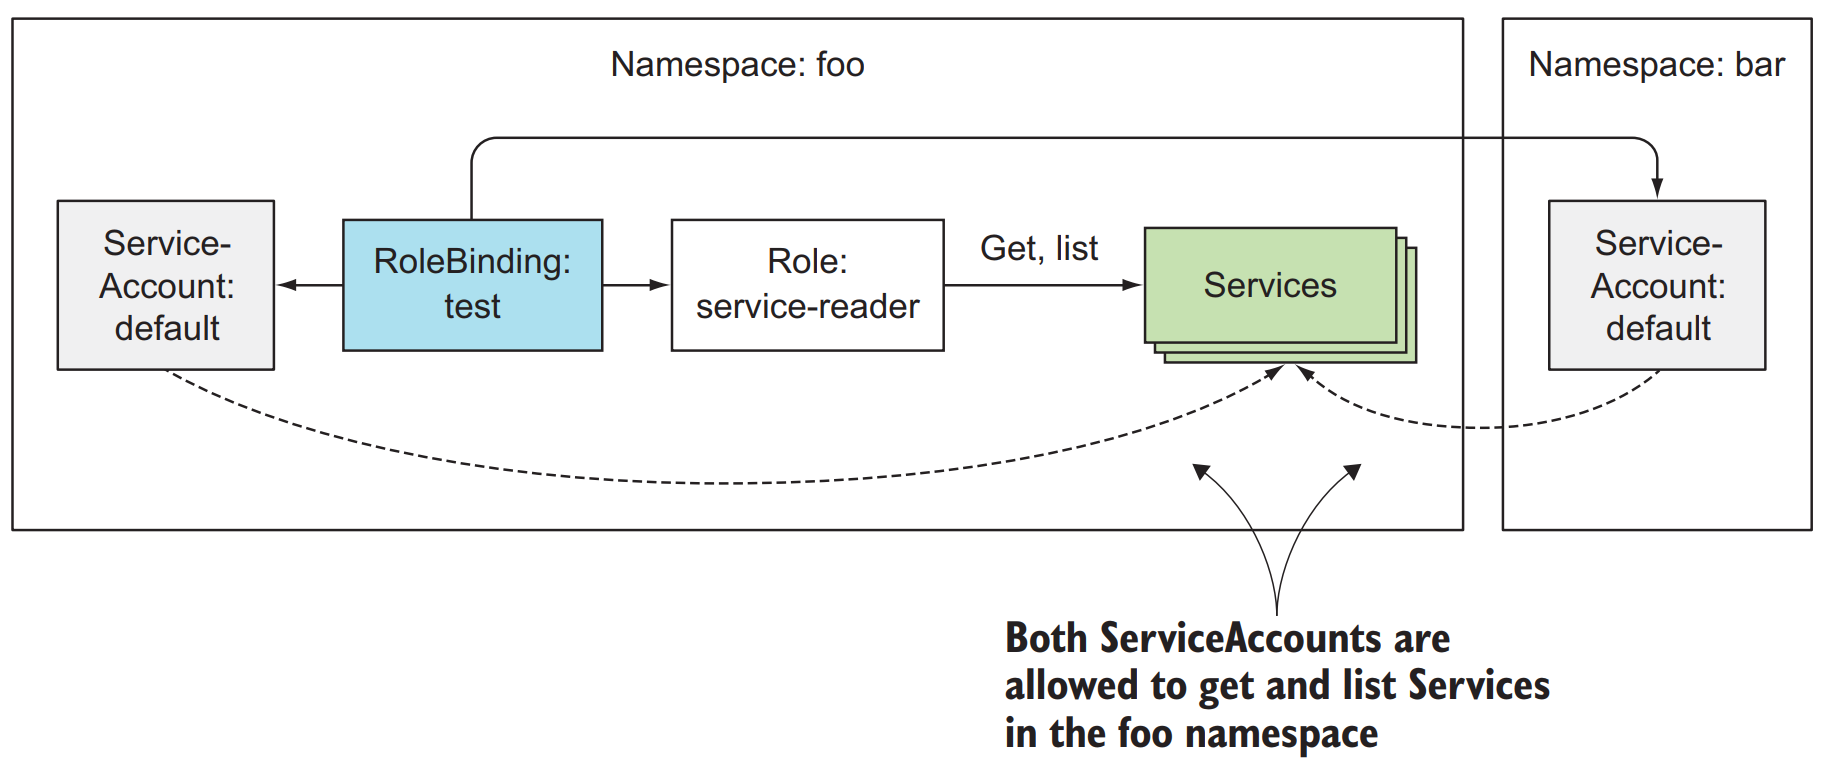 Namespace: foo
Namespace: bar
Service-
Account:
default
RoleBinding:
test
Role:
service-reader
Get, list
Services
Service-
Account:
default
Both ServiceAccounts are
allowed to get and list Services
in the foo namespace